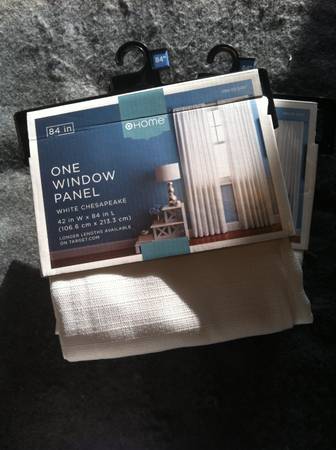 84"
84 in
HOME
ONE
WINDOW
PANEL
WHITE CHESAPEAKE
42 in W x 84 in L
(106.6 cm x 213.3 cm)
LONGER LENGTHS AVAILABLE
ON TARGET.COM